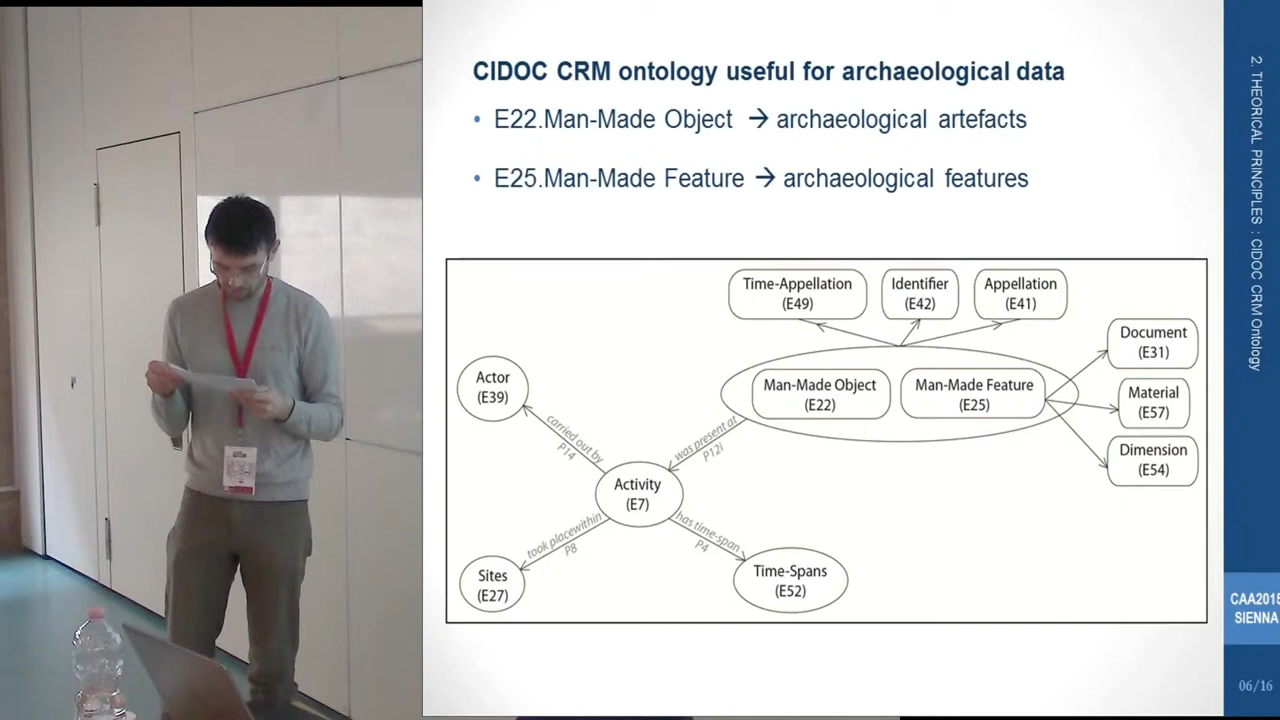 CIDOC CRM ontology useful for archaeological data
• E22.Man-Made Object → archaeological artefacts
• E25.Man-Made Feature → archaeological features
Time-Appellation
(E49)
Identifier
(E42)
Appellation
(E41)
Document
(E31)
Material
(E57)
Dimension
(E54)
Man-Made Object
(E22)
Man-Made Feature
(E25)
Actor
(E39)
carried out by
P14
was present at
P12i
Activity
(E7)
took placewithin
P8
has time-span
P4
Sites
(E27)
Time-Spans
(E52)
2. THEORICAL PRINCIPLES : CIDOC CRM Ontology
CAA2015
SIENNA
06/16